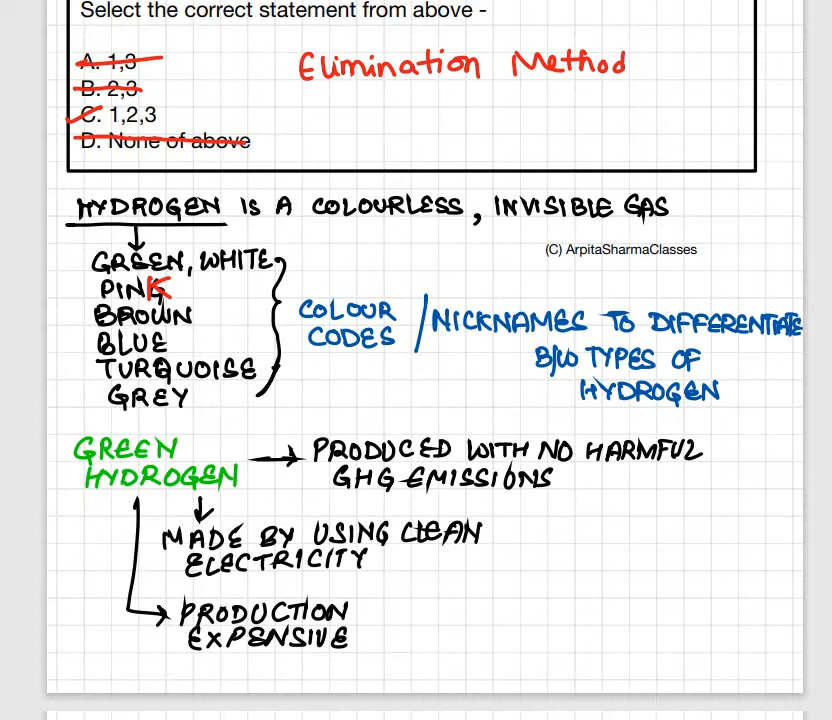 Select the correct statement from above -
A. 1,3
Elimination Method
B. 2,3
C. 1,2,3
D. None of above
HYDROGEN IS A COLOURLESS, INVISIBLE GAS
(C) ArpitaSharmaClasses
GREEN, WHITE
PINK
BROWN
BLUE
TURQUOISE
GREY
COLOUR
CODES
/ NICKNAMES TO DIFFERENTIATE
B/W TYPES OF
HYDROGEN
GREEN
HYDROGEN
→ PRODUCED WITH NO HARMFUL
GHG EMISSIONS
MADE BY USING CLEAN
ELECTRICITY
PRODUCTION
EXPENSIVE